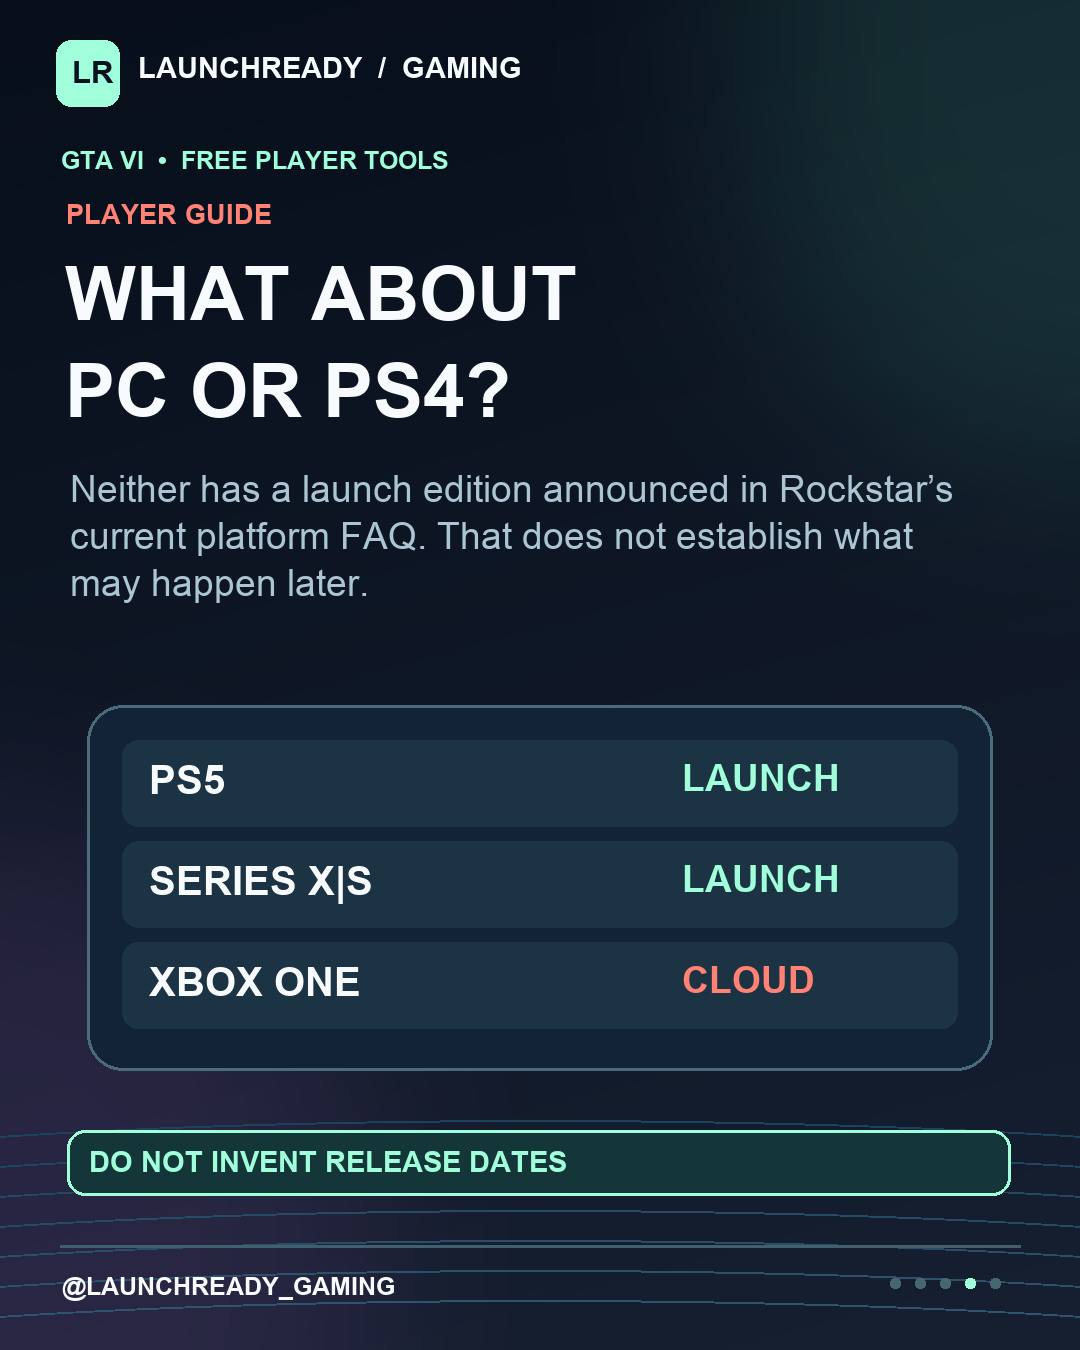 LR LAUNCHREADY / GAMING
GTA VI • FREE PLAYER TOOLS
PLAYER GUIDE
WHAT ABOUT
PC OR PS4?
Neither has a launch edition announced in Rockstar’s
current platform FAQ. That does not establish what
may happen later.
PS5 LAUNCH
SERIES X|S LAUNCH
XBOX ONE CLOUD
DO NOT INVENT RELEASE DATES
@LAUNCHREADY_GAMING